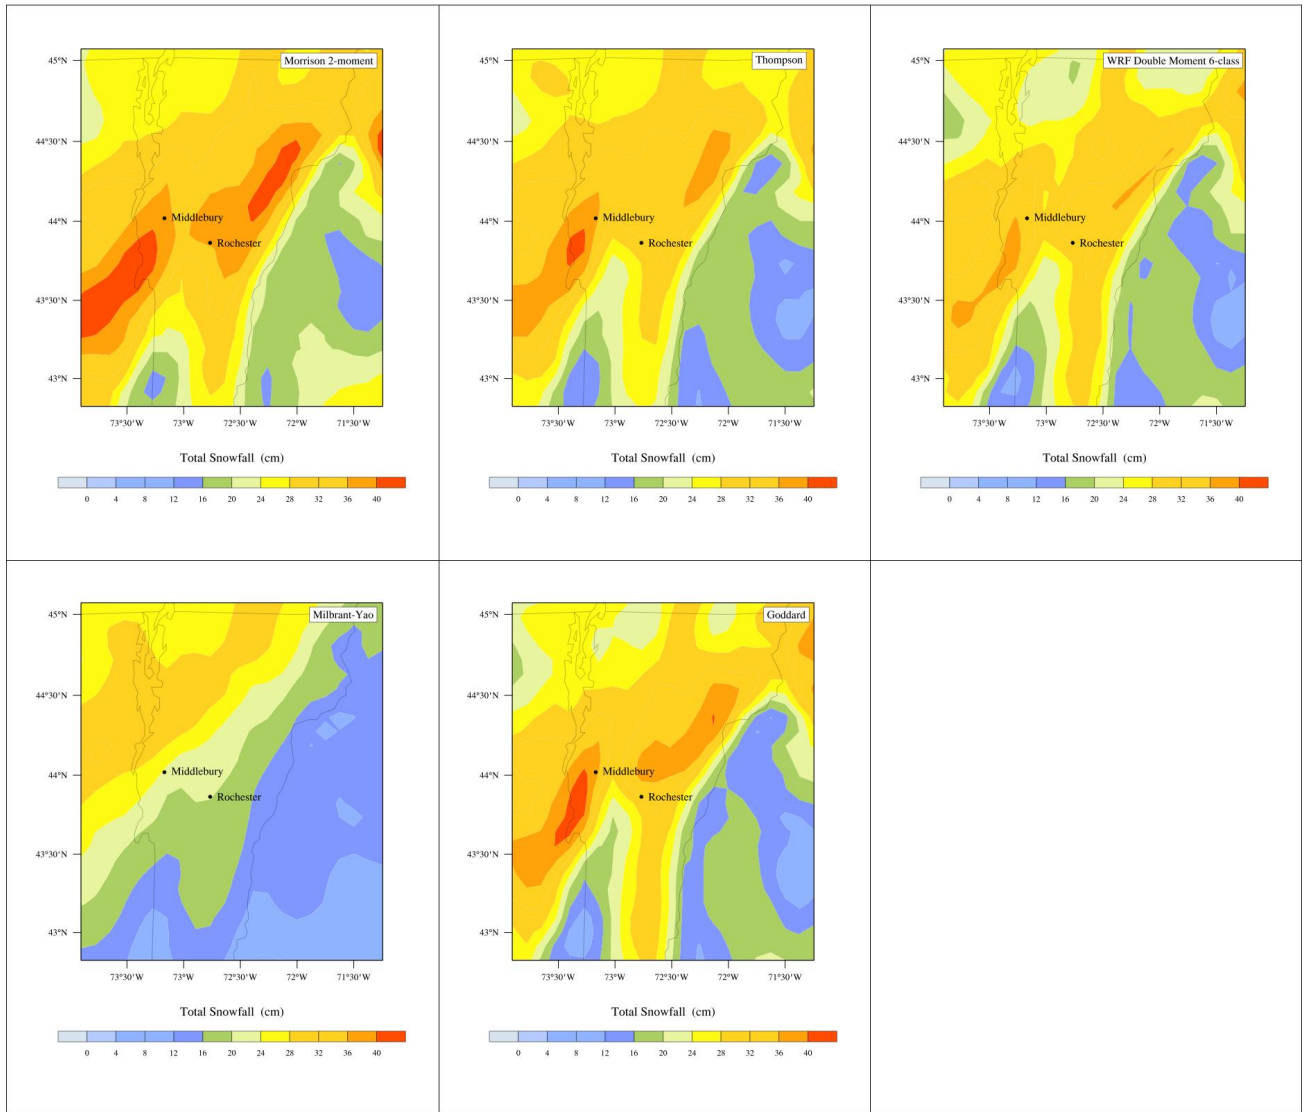 Morrison 2-moment
45°N
44°30'N
44°N
43°30'N
43°N
Middlebury
Rochester
73°30'W 73°W 72°30'W 72°W 71°30'W
Total Snowfall (cm)
0 4 8 12 16 20 24 28 32 36 40
Thompson
45°N
44°30'N
44°N
43°30'N
43°N
Middlebury
Rochester
73°30'W 73°W 72°30'W 72°W 71°30'W
Total Snowfall (cm)
0 4 8 12 16 20 24 28 32 36 40
WRF Double Moment 6-class
45°N
44°30'N
44°N
43°30'N
43°N
Middlebury
Rochester
73°30'W 73°W 72°30'W 72°W 71°30'W
Total Snowfall (cm)
0 4 8 12 16 20 24 28 32 36 40
Milbrant-Yao
45°N
44°30'N
44°N
43°30'N
43°N
Middlebury
Rochester
73°30'W 73°W 72°30'W 72°W 71°30'W
Total Snowfall (cm)
0 4 8 12 16 20 24 28 32 36 40
Goddard
45°N
44°30'N
44°N
43°30'N
43°N
Middlebury
Rochester
73°30'W 73°W 72°30'W 72°W 71°30'W
Total Snowfall (cm)
0 4 8 12 16 20 24 28 32 36 40